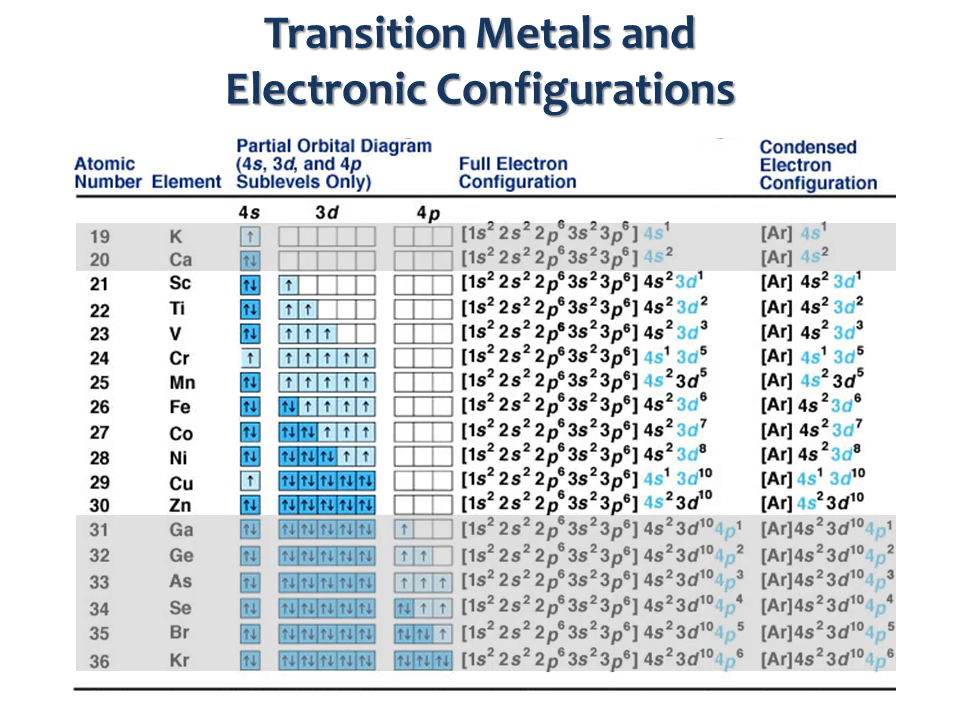 Transition Metals and
Electronic Configurations
Atomic Number Element Partial Orbital Diagram (4s, 3d, and 4p Sublevels Only) Full Electron Configuration Condensed Electron Configuration
4s 3d 4p
19 K ↑ [1s² 2s² 2p⁶ 3s² 3p⁶] 4s¹ [Ar] 4s¹
20 Ca ↑↓ [1s² 2s² 2p⁶ 3s² 3p⁶] 4s² [Ar] 4s²
21 Sc ↑↓ ↑ [1s² 2s² 2p⁶ 3s² 3p⁶] 4s² 3d¹ [Ar] 4s² 3d¹
22 Ti ↑↓ ↑ ↑ [1s² 2s² 2p⁶ 3s² 3p⁶] 4s² 3d² [Ar] 4s² 3d²
23 V ↑↓ ↑ ↑ ↑ [1s² 2s² 2p⁶ 3s² 3p⁶] 4s² 3d³ [Ar] 4s² 3d³
24 Cr ↑ ↑ ↑ ↑ ↑ ↑ [1s² 2s² 2p⁶ 3s² 3p⁶] 4s¹ 3d⁵ [Ar] 4s¹ 3d⁵
25 Mn ↑↓ ↑ ↑ ↑ ↑ ↑ [1s² 2s² 2p⁶ 3s² 3p⁶] 4s² 3d⁵ [Ar] 4s² 3d⁵
26 Fe ↑↓ ↑↓ ↑ ↑ ↑ ↑ [1s² 2s² 2p⁶ 3s² 3p⁶] 4s² 3d⁶ [Ar] 4s² 3d⁶
27 Co ↑↓ ↑↓ ↑↓ ↑ ↑ ↑ [1s² 2s² 2p⁶ 3s² 3p⁶] 4s² 3d⁷ [Ar] 4s² 3d⁷
28 Ni ↑↓ ↑↓ ↑↓ ↑↓ ↑ ↑ [1s² 2s² 2p⁶ 3s² 3p⁶] 4s² 3d⁸ [Ar] 4s² 3d⁸
29 Cu ↑ ↑↓ ↑↓ ↑↓ ↑↓ ↑↓ [1s² 2s² 2p⁶ 3s² 3p⁶] 4s¹ 3d¹⁰ [Ar] 4s¹ 3d¹⁰
30 Zn ↑↓ ↑↓ ↑↓ ↑↓ ↑↓ ↑↓ [1s² 2s² 2p⁶ 3s² 3p⁶] 4s² 3d¹⁰ [Ar] 4s² 3d¹⁰
31 Ga ↑↓ ↑↓ ↑↓ ↑↓ ↑↓ ↑↓ ↑ [1s² 2s² 2p⁶ 3s² 3p⁶] 4s² 3d¹⁰ 4p¹ [Ar] 4s² 3d¹⁰ 4p¹
32 Ge ↑↓ ↑↓ ↑↓ ↑↓ ↑↓ ↑↓ ↑ ↑ [1s² 2s² 2p⁶ 3s² 3p⁶] 4s² 3d¹⁰ 4p² [Ar] 4s² 3d¹⁰ 4p²
33 As ↑↓ ↑↓ ↑↓ ↑↓ ↑↓ ↑↓ ↑ ↑ ↑ [1s² 2s² 2p⁶ 3s² 3p⁶] 4s² 3d¹⁰ 4p³ [Ar] 4s² 3d¹⁰ 4p³
34 Se ↑↓ ↑↓ ↑↓ ↑↓ ↑↓ ↑↓ ↑↓ ↑ ↑ [1s² 2s² 2p⁶ 3s² 3p⁶] 4s² 3d¹⁰ 4p⁴ [Ar] 4s² 3d¹⁰ 4p⁴
35 Br ↑↓ ↑↓ ↑↓ ↑↓ ↑↓ ↑↓ ↑↓ ↑↓ ↑ [1s² 2s² 2p⁶ 3s² 3p⁶] 4s² 3d¹⁰ 4p⁵ [Ar] 4s² 3d¹⁰ 4p⁵
36 Kr ↑↓ ↑↓ ↑↓ ↑↓ ↑↓ ↑↓ ↑↓ ↑↓ ↑↓ [1s² 2s² 2p⁶ 3s² 3p⁶] 4s² 3d¹⁰ 4p⁶ [Ar] 4s² 3d¹⁰ 4p⁶